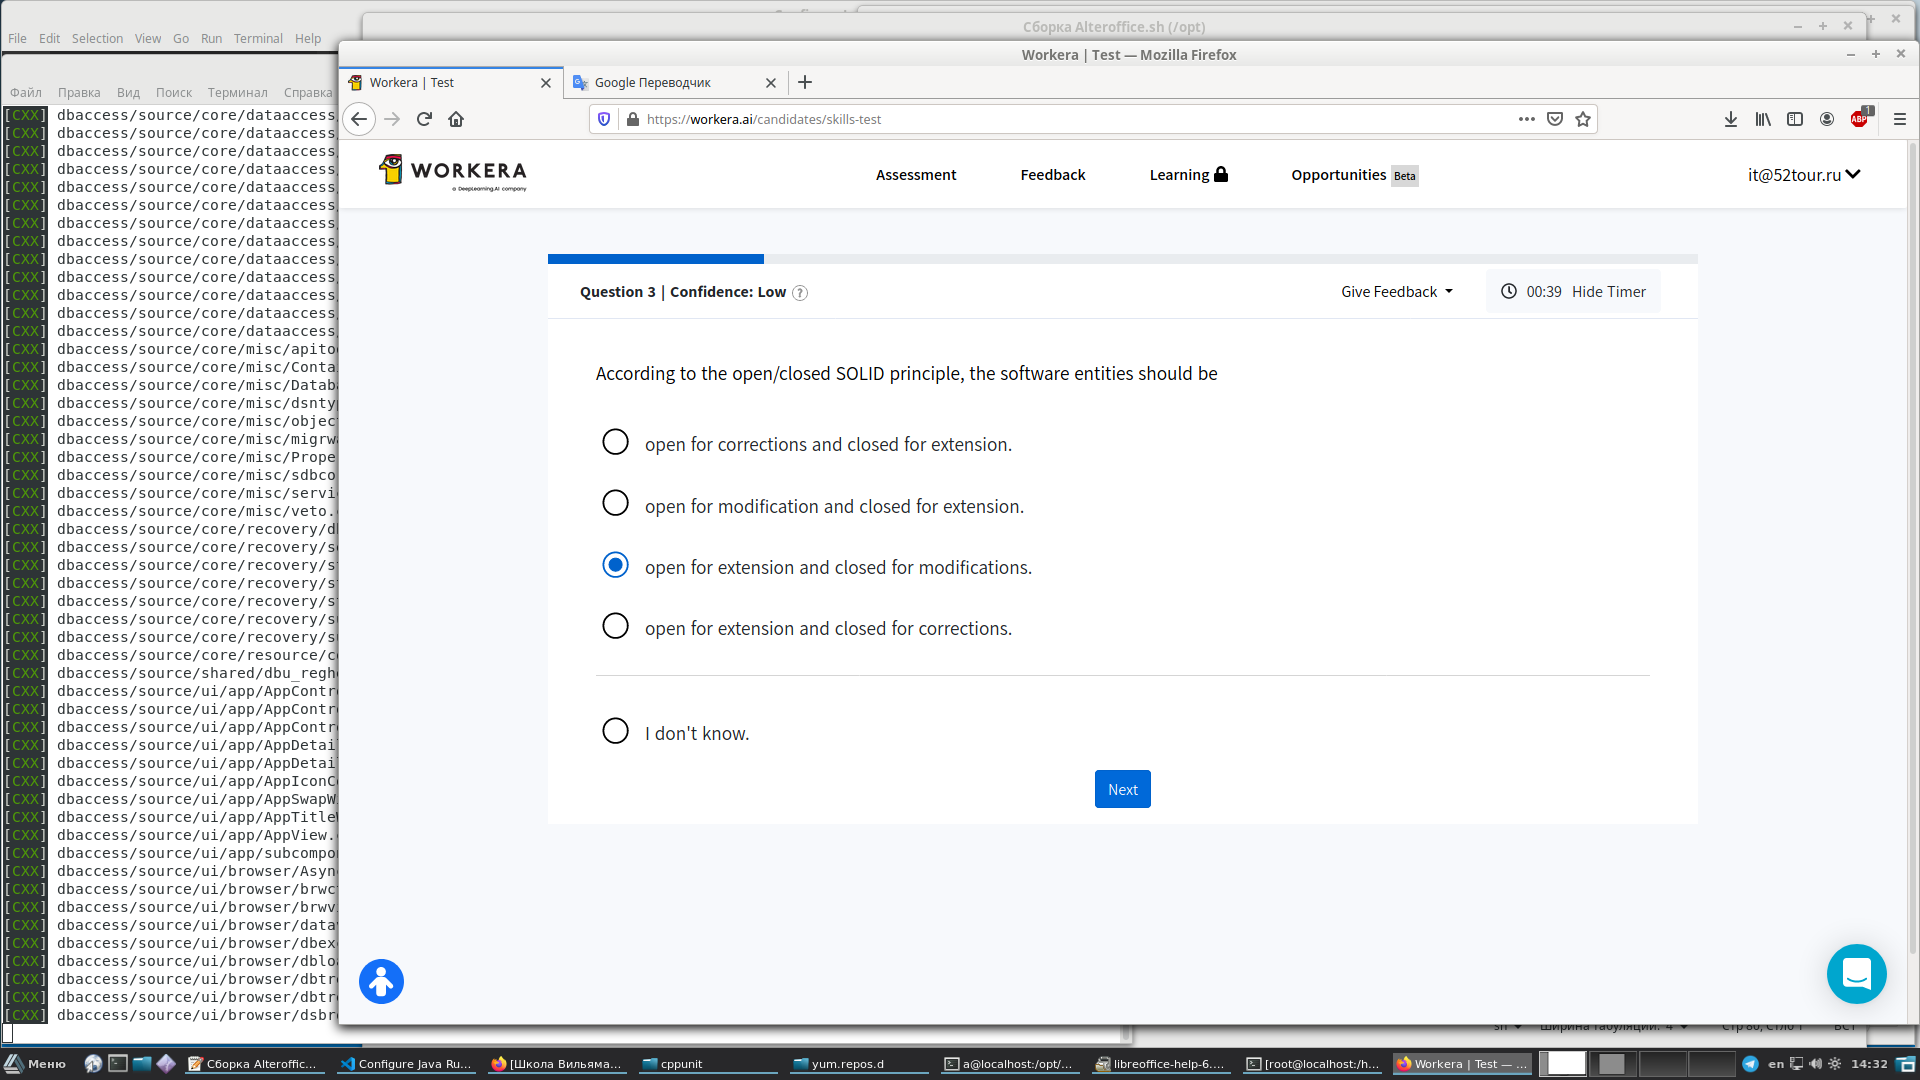 Сборка Alteroffice.sh (/opt)
File Edit Selection View Go Run Terminal Help
Workera | Test — Mozilla Firefox
Workera | Test
Google Переводчик
Файл Правка Вид Поиск Терминал Справка
https://workera.ai/candidates/skills-test
ABP
1
WORKERA
a DeepLearning.AI company
Assessment Feedback Learning Opportunities Beta
it@52tour.ru
Question 3 | Confidence: Low ?
Give Feedback
00:39 Hide Timer
According to the open/closed SOLID principle, the software entities should be
open for corrections and closed for extension.
open for modification and closed for extension.
open for extension and closed for modifications.
open for extension and closed for corrections.
I don't know.
Next
[CXX] dbaccess/source/core/dataaccess
[CXX] dbaccess/source/core/dataaccess
[CXX] dbaccess/source/core/dataaccess
[CXX] dbaccess/source/core/dataaccess
[CXX] dbaccess/source/core/dataaccess
[CXX] dbaccess/source/core/dataaccess
[CXX] dbaccess/source/core/dataaccess
[CXX] dbaccess/source/core/dataaccess
[CXX] dbaccess/source/core/dataaccess
[CXX] dbaccess/source/core/dataaccess
[CXX] dbaccess/source/core/dataaccess
[CXX] dbaccess/source/core/dataaccess
[CXX] dbaccess/source/core/dataaccess
[CXX] dbaccess/source/core/misc/apito
[CXX] dbaccess/source/core/misc/Conta
[CXX] dbaccess/source/core/misc/Datab
[CXX] dbaccess/source/core/misc/dsnty
[CXX] dbaccess/source/core/misc/objec
[CXX] dbaccess/source/core/misc/migrw
[CXX] dbaccess/source/core/misc/Prope
[CXX] dbaccess/source/core/misc/sdbco
[CXX] dbaccess/source/core/misc/servi
[CXX] dbaccess/source/core/misc/veto.
[CXX] dbaccess/source/core/recovery/d
[CXX] dbaccess/source/core/recovery/s
[CXX] dbaccess/source/core/recovery/s
[CXX] dbaccess/source/core/recovery/s
[CXX] dbaccess/source/core/recovery/s
[CXX] dbaccess/source/core/recovery/s
[CXX] dbaccess/source/core/recovery/s
[CXX] dbaccess/source/core/resource/c
[CXX] dbaccess/source/shared/dbu_regh
[CXX] dbaccess/source/ui/app/AppContr
[CXX] dbaccess/source/ui/app/AppContr
[CXX] dbaccess/source/ui/app/AppContr
[CXX] dbaccess/source/ui/app/AppDetai
[CXX] dbaccess/source/ui/app/AppDetai
[CXX] dbaccess/source/ui/app/AppIconC
[CXX] dbaccess/source/ui/app/AppSwapW
[CXX] dbaccess/source/ui/app/AppTitleW
[CXX] dbaccess/source/ui/app/AppView.
[CXX] dbaccess/source/ui/app/subcompo
[CXX] dbaccess/source/ui/browser/Asyn
[CXX] dbaccess/source/ui/browser/brwc
[CXX] dbaccess/source/ui/browser/brwv
[CXX] dbaccess/source/ui/browser/data
[CXX] dbaccess/source/ui/browser/dbex
[CXX] dbaccess/source/ui/browser/dblo
[CXX] dbaccess/source/ui/browser/dbtr
[CXX] dbaccess/source/ui/browser/dbtr
[CXX] dbaccess/source/ui/browser/dsbr
Меню
Сборка Alteroffic...
Configure Java Ru...
[Школа Вильяма...
cppunit
yum.repos.d
a@localhost:/opt/...
libreoffice-help-6....
[root@localhost:/h...
Workera | Test — ...
en
14:32